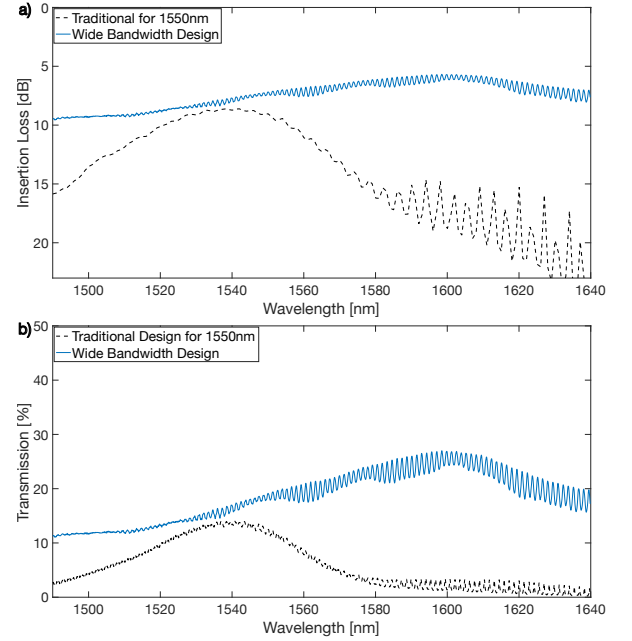 a)
0
Traditional for 1550nm
Wide Bandwidth Design
5
10
15
20
Insertion Loss [dB]
1500 1520 1540 1560 1580 1600 1620 1640
Wavelength [nm]
b)
50
Traditional Design for 1550nm
Wide Bandwidth Design
40
30
20
10
0
Transmission [%]
1500 1520 1540 1560 1580 1600 1620 1640
Wavelength [nm]